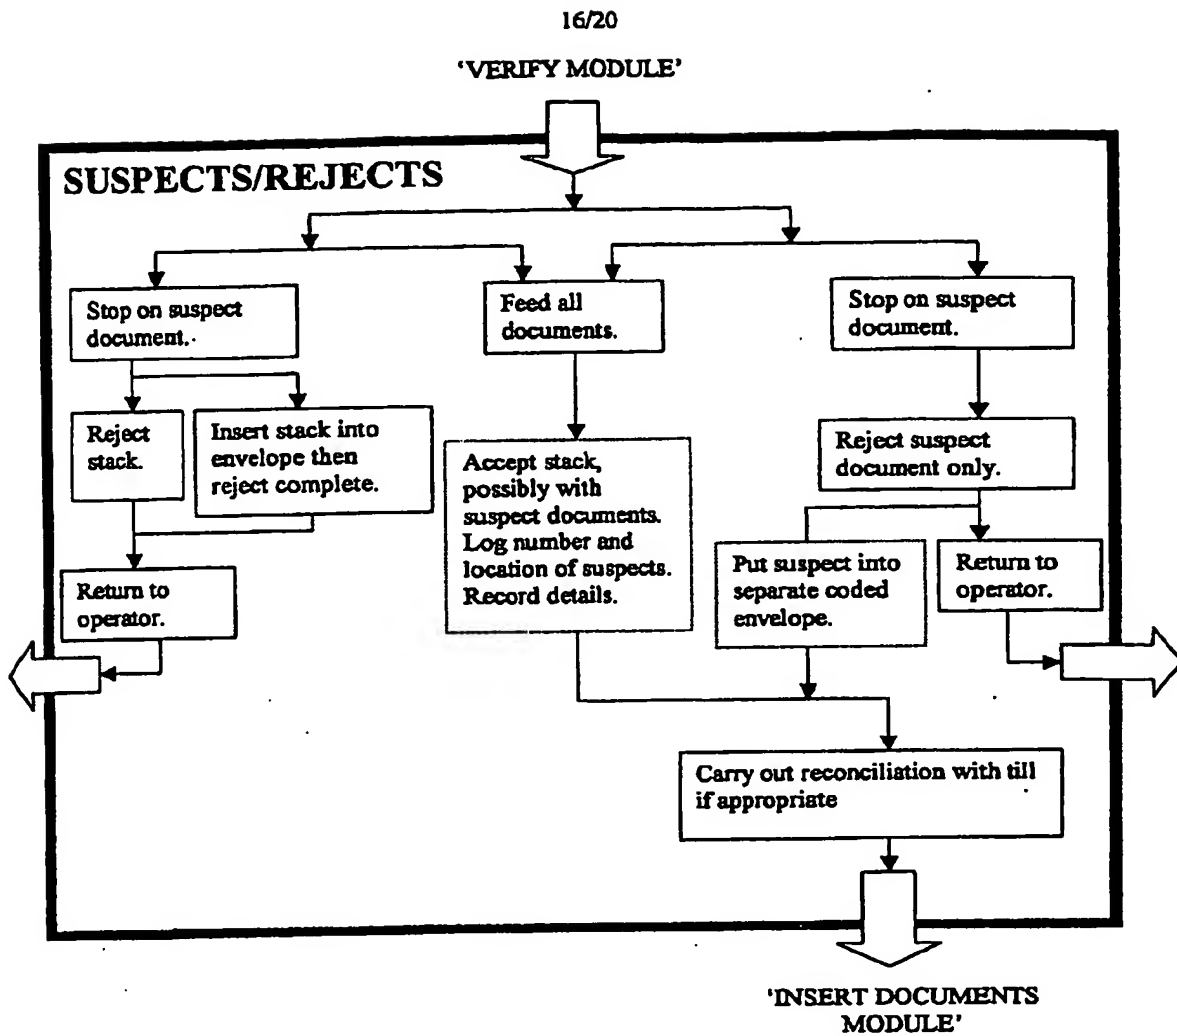 16/20
'VERIFY MODULE'
SUSPECTS/REJECTS
Stop on suspect
document.
Feed all
documents.
Stop on suspect
document.
Reject
stack.
Insert stack into
envelope then
reject complete.
Accept stack,
possibly with
suspect documents.
Log number and
location of suspects.
Record details.
Reject suspect
document only.
Return to
operator.
Put suspect into
separate coded
envelope.
Return to
operator.
Carry out reconciliation with till
if appropriate
'INSERT DOCUMENTS
MODULE'